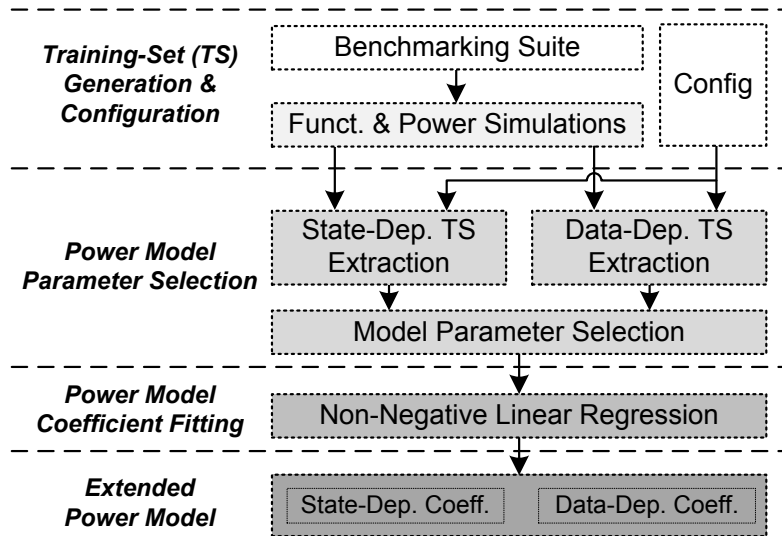 Training-Set (TS)
Generation &
Configuration
Benchmarking Suite
Config
Funct. & Power Simulations
Power Model
Parameter Selection
State-Dep. TS
Extraction
Data-Dep. TS
Extraction
Model Parameter Selection
Power Model
Coefficient Fitting
Non-Negative Linear Regression
Extended
Power Model
State-Dep. Coeff.
Data-Dep. Coeff.